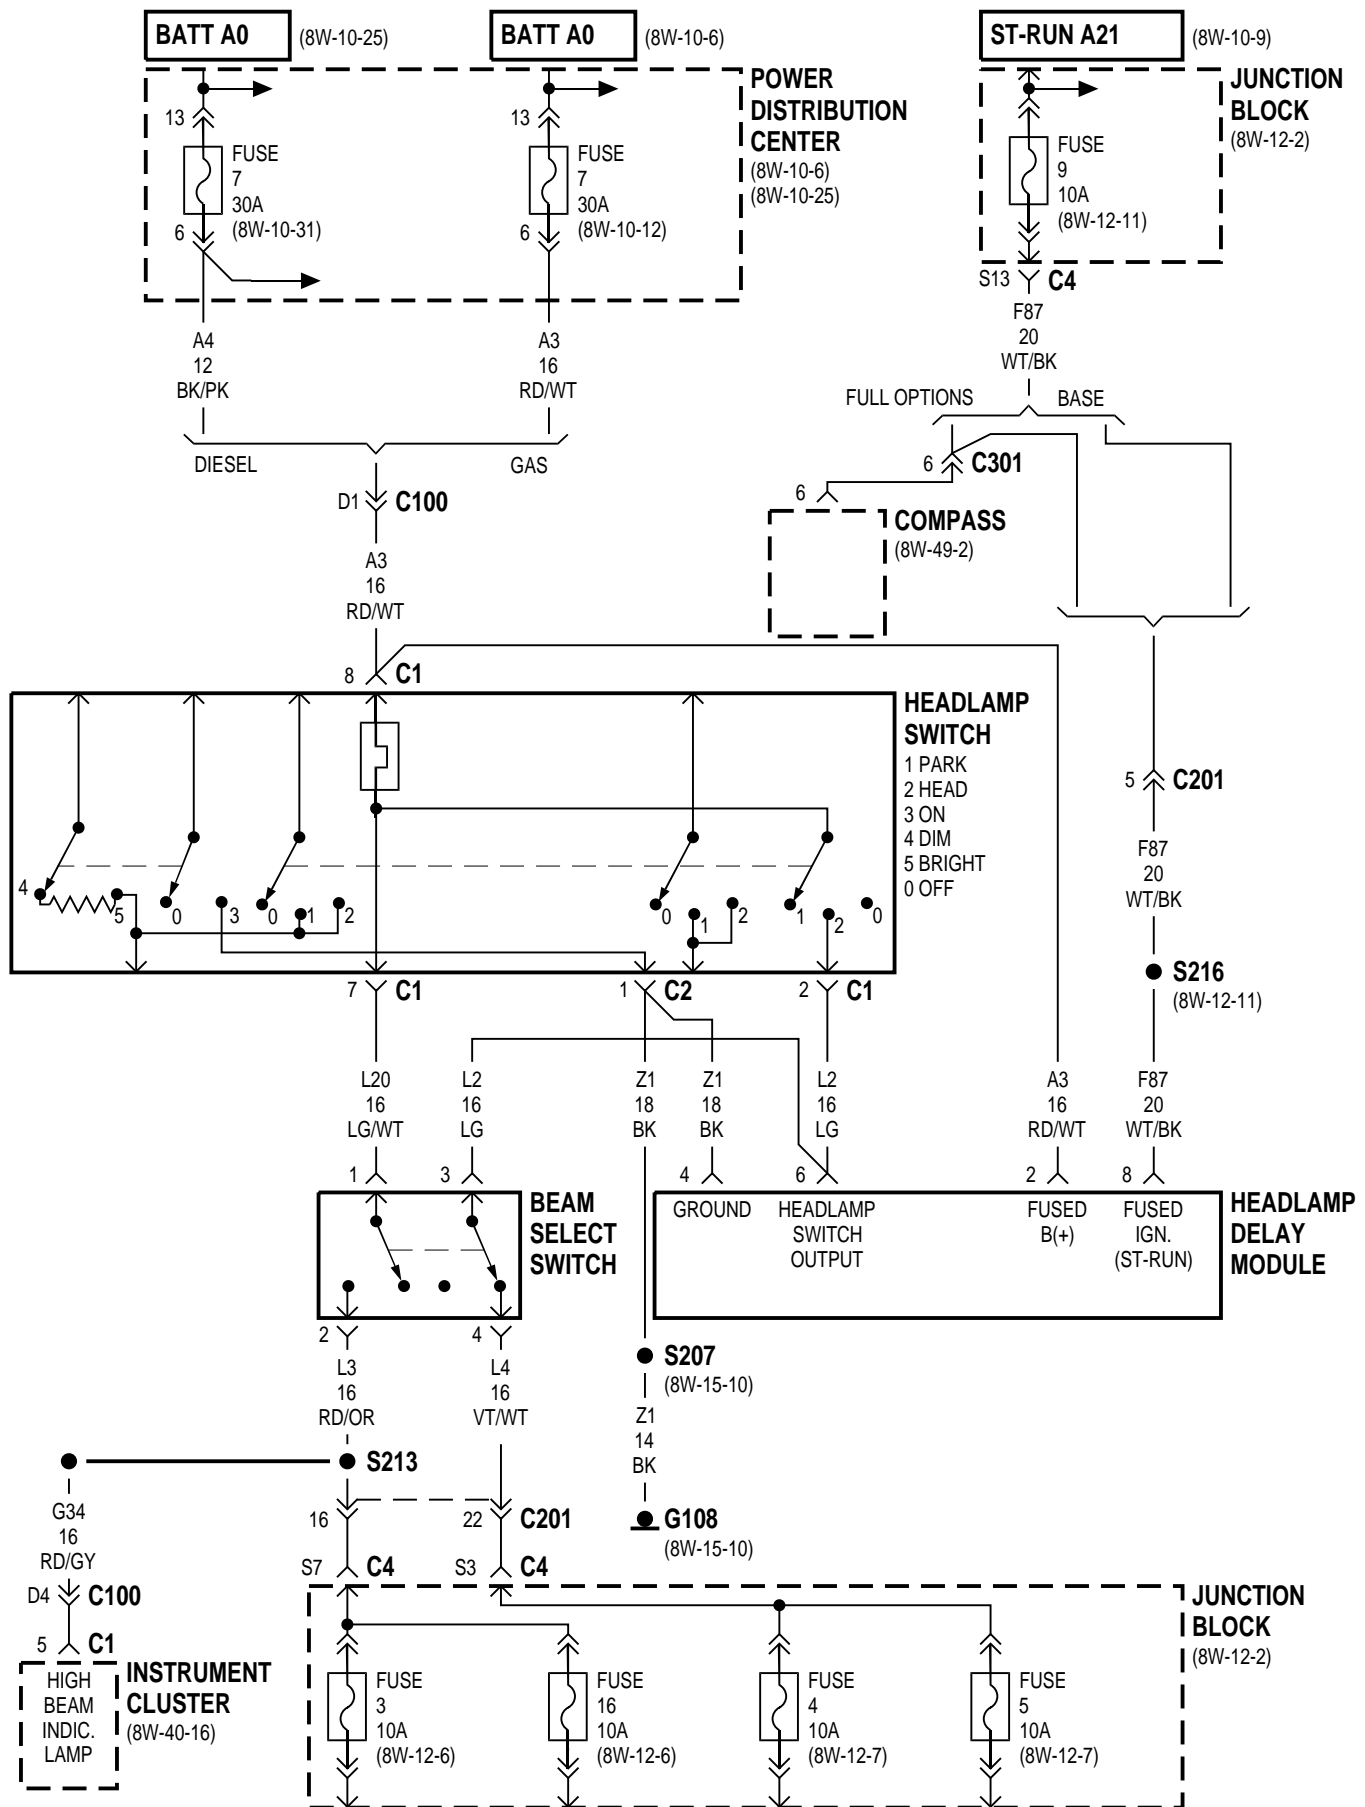 BATT A0
(8W-10-25)
BATT A0
(8W-10-6)
ST-RUN A21
(8W-10-9)
POWER
DISTRIBUTION
CENTER
(8W-10-6)
(8W-10-25)
JUNCTION
BLOCK
(8W-12-2)
13
FUSE
7
30A
(8W-10-31)
6
13
FUSE
7
30A
(8W-10-12)
6
FUSE
9
10A
(8W-12-11)
S13
C4
F87
20
WT/BK
A4
12
BK/PK
A3
16
RD/WT
FULL OPTIONS
BASE
DIESEL
GAS
6
C301
D1
C100
6
COMPASS
(8W-49-2)
A3
16
RD/WT
8
C1
HEADLAMP
SWITCH
1 PARK
2 HEAD
3 ON
4 DIM
5 BRIGHT
0 OFF
5
C201
F87
20
WT/BK
4
5
0
3
0
1
2
0
1
2
1
2
0
S216
(8W-12-11)
7
C1
1
C2
2
C1
L20
16
LG/WT
L2
16
LG
Z1
18
BK
Z1
18
BK
L2
16
LG
A3
16
RD/WT
F87
20
WT/BK
1
3
4
6
2
8
BEAM
SELECT
SWITCH
GROUND
HEADLAMP
SWITCH
OUTPUT
FUSED
B(+)
FUSED
IGN.
(ST-RUN)
HEADLAMP
DELAY
MODULE
2
4
L3
16
RD/OR
L4
16
VT/WT
S207
(8W-15-10)
Z1
14
BK
S213
G34
16
RD/GY
16
22
C201
G108
(8W-15-10)
S7
C4
S3
C4
D4
C100
5
C1
HIGH
BEAM
INDIC.
LAMP
INSTRUMENT
CLUSTER
(8W-40-16)
JUNCTION
BLOCK
(8W-12-2)
FUSE
3
10A
(8W-12-6)
FUSE
16
10A
(8W-12-6)
FUSE
4
10A
(8W-12-7)
FUSE
5
10A
(8W-12-7)